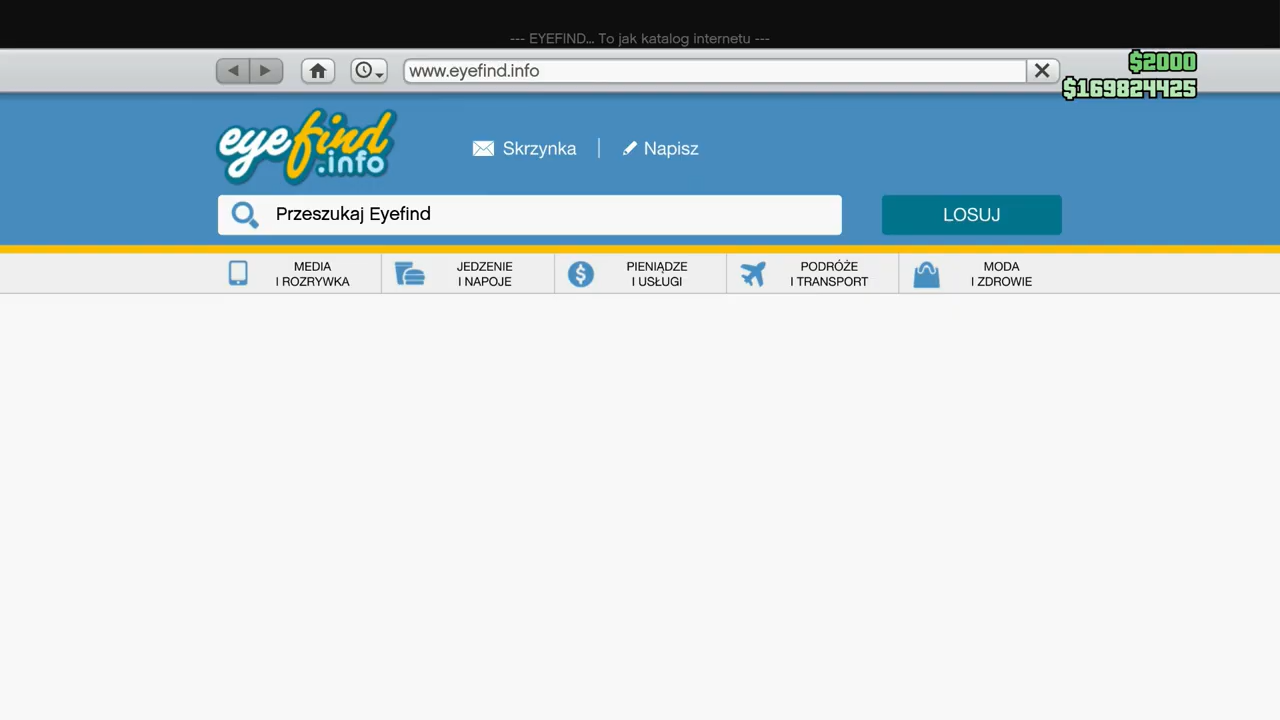 --- EYEFIND... To jak katalog internetu ---
www.eyefind.info
$2000
$169824425
eyefind
.info
Skrzynka
Napisz
Przeszukaj Eyefind
LOSUJ
MEDIA
I ROZRYWKA
JEDZENIE
I NAPOJE
PIENIĄDZE
I USŁUGI
PODRÓŻE
I TRANSPORT
MODA
I ZDROWIE